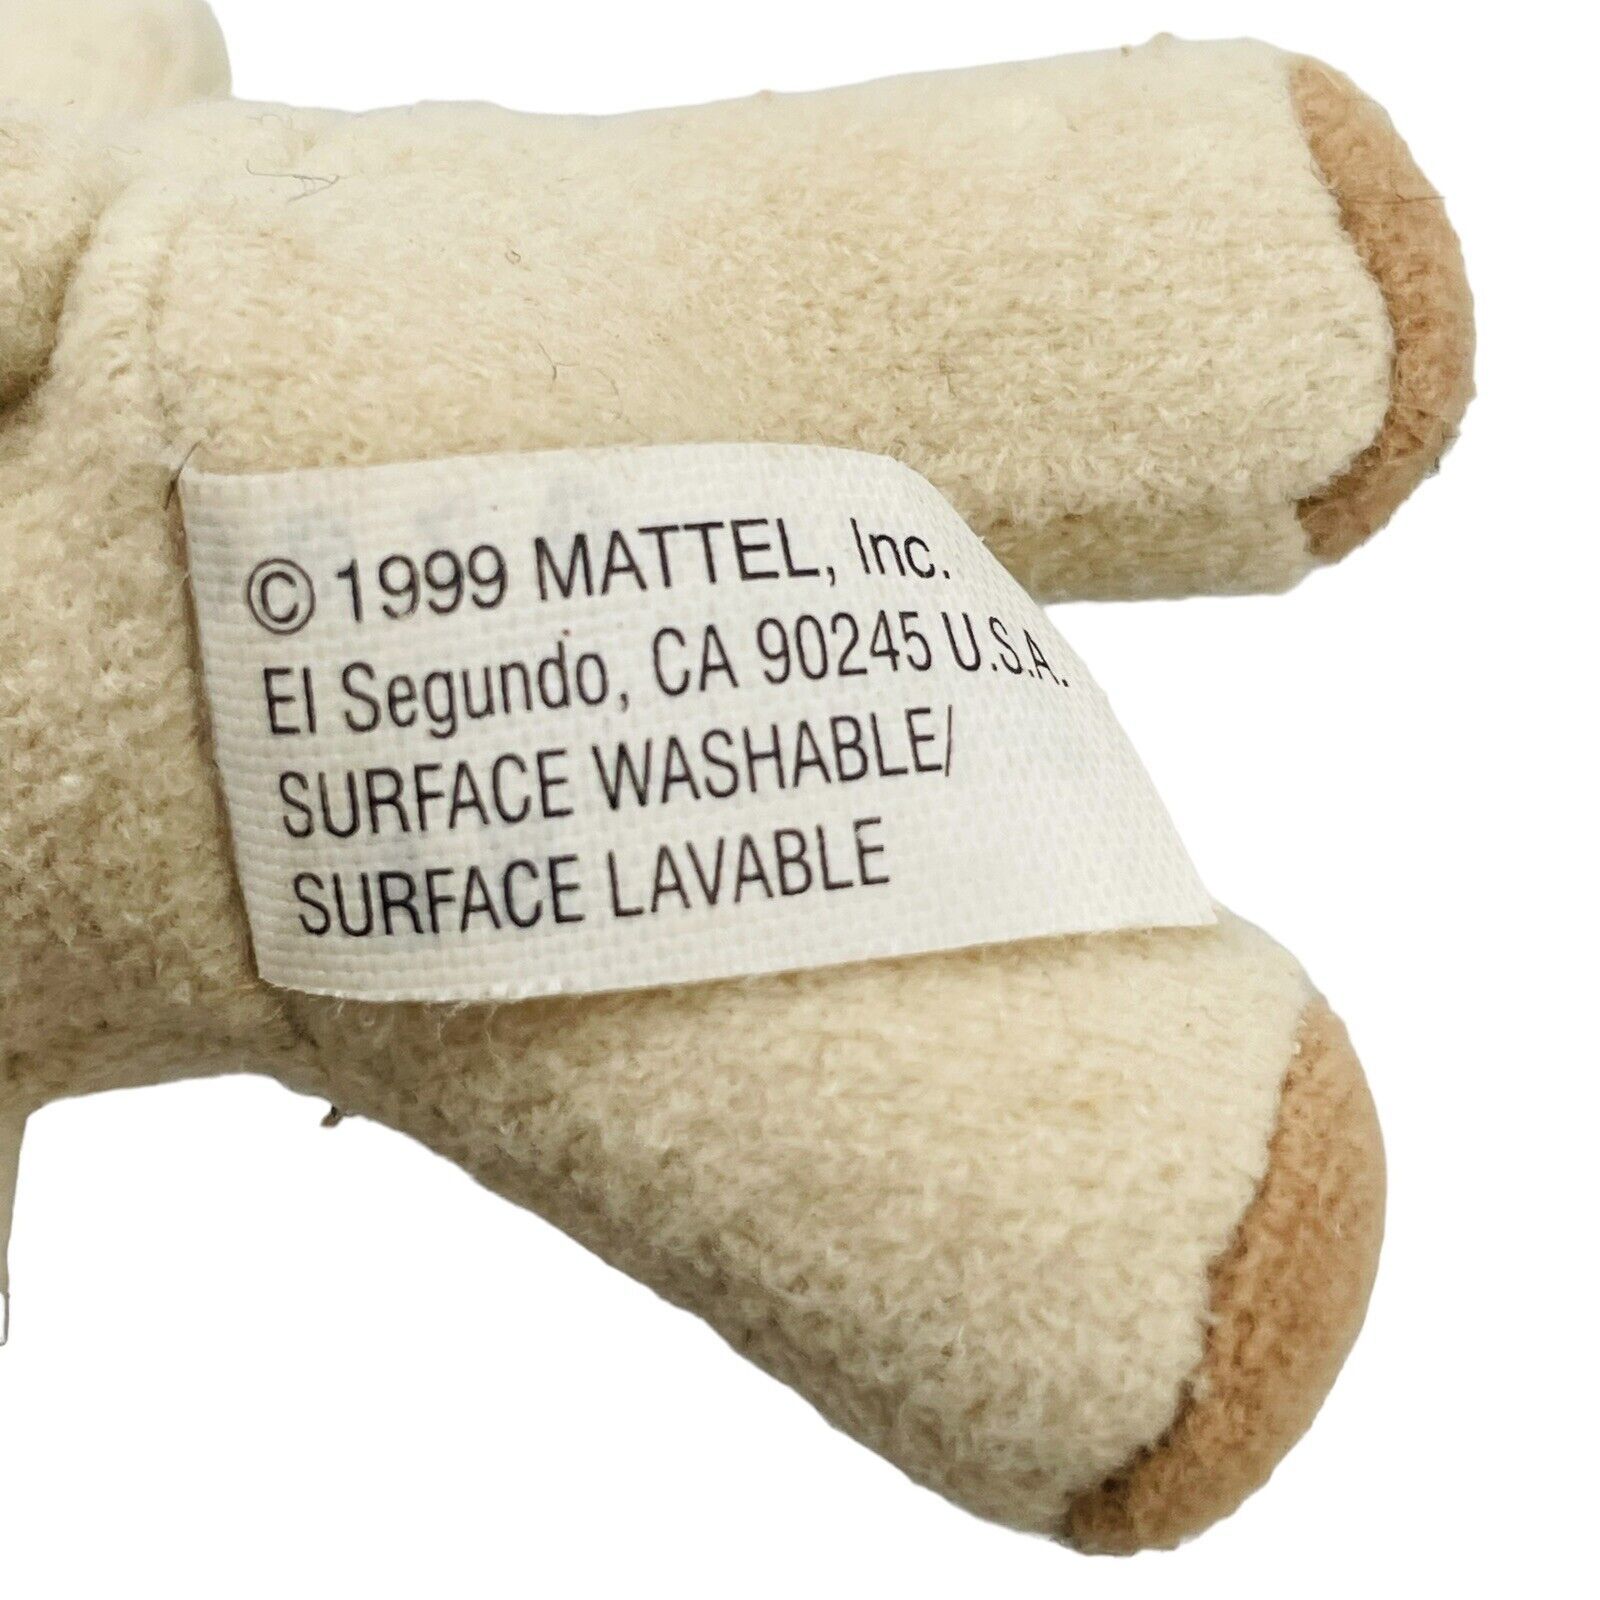 © 1999 MATTEL, Inc.
El Segundo, CA 90245 U.S.A.
SURFACE WASHABLE/
SURFACE LAVABLE